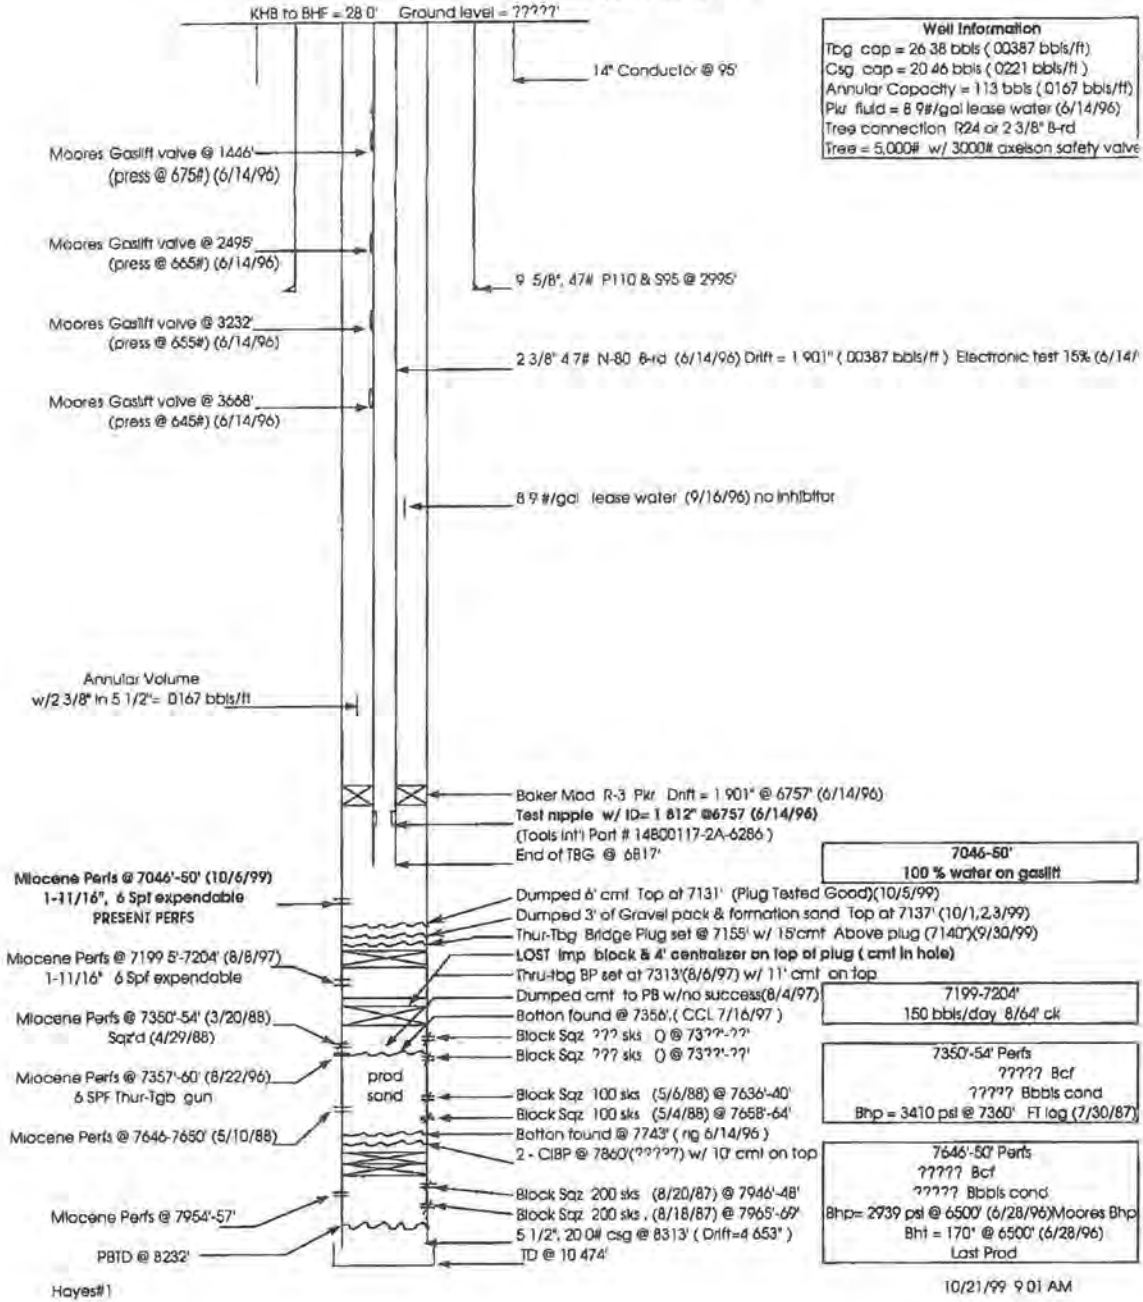 KHB to BHF = 28 0' Ground level = ?????'
14" Conductor @ 95'
Well Information
Tbg cap = 26 38 bbls ( 00387 bbls/ft)
Csg cap = 20 46 bbls ( 0221 bbls/ft )
Annular Capacity = 113 bbls ( 0167 bbls/ft)
Pkr fluid = 8 9#/gal lease water (6/14/96)
Tree connection R24 or 2 3/8" 8-rd
Tree = 5,000# w/ 3000# axelson safety valve
Moores Gaslift valve @ 1446'
(press @ 675#) (6/14/96)
Moores Gaslift valve @ 2495'
(press @ 665#) (6/14/96)
9 5/8", 47# P110 & S95 @ 2995'
Moores Gaslift valve @ 3232'
(press @ 655#) (6/14/96)
2 3/8" 4 7# N-80 8-rd (6/14/96) Drift = 1 901" ( 00387 bbls/ft ) Electronic test 15% (6/14/
Moores Gaslift valve @ 3668'
(press @ 645#) (6/14/96)
8 9 #/gal lease water (9/16/96) no inhibitor
Annular Volume
w/2 3/8" in 5 1/2"= 0167 bbls/ft
Baker Mod R-3 Pkr Drift = 1 901" @ 6757' (6/14/96)
Test nipple w/ ID= 1 812" @6757 (6/14/96)
(Tools Int'l Part # 14B00117-2A-6286 )
End of TBG @ 6817'
7046-50'
100 % water on gaslift
Miocene Perfs @ 7046'-50' (10/6/99)
1-11/16", 6 Spf expendable
PRESENT PERFS
Dumped 6' cmt Top at 7131' (Plug Tested Good)(10/5/99)
Dumped 3' of Gravel pack & formation sand Top at 7137' (10/1,2,3/99)
Thur-Tbg Bridge Plug set @ 7155' w/ 15'cmt Above plug (7140')(9/30/99)
Miocene Perfs @ 7199 5'-7204' (8/8/97)
1-11/16" 6 Spf expendable
LOST Imp block & 4' centralizer on top of plug ( cmt in hole)
Thru-tbg BP set at 7313'(8/6/97) w/ 11' cmt on top
Dumped cmt to PB w/no success(8/4/97)
Botton found @ 7356',( CCL 7/16/97 )
7199-7204'
150 bbls/day 8/64' ck
Miocene Perfs @ 7350'-54' (3/20/88)
Sqz'd (4/29/88)
Block Sqz ??? sks () @ 73??'-??'
Block Sqz ??? sks () @ 73??'-??'
7350'-54' Perfs
????? Bcf
????? Bbbls cond
Bhp = 3410 psi @ 7360' FT log (7/30/87)
Miocene Perfs @ 7357'-60' (8/22/96)
6 SPF Thur-Tgb gun
prod
sand
Block Sqz 100 sks (5/6/88) @ 7636'-40'
Block Sqz 100 sks (5/4/88) @ 7658'-64'
Miocene Perfs @ 7646'-7650' (5/10/88)
Botton found @ 7743' ( rig 6/14/96 )
2 - CIBP @ 7860'(?????) w/ 10' cmt on top
7646'-50' Perfs
????? Bcf
????? Bbbls cond
Bhp= 2939 psi @ 6500' (6/28/96)Moores Bhp
Bht = 170° @ 6500' (6/28/96)
Last Prod
Block Sqz 200 sks (8/20/87) @ 7946'-48'
Block Sqz 200 sks, (8/18/87) @ 7965'-69'
Miocene Perfs @ 7954'-57'
5 1/2", 20 0# csg @ 8313' ( Drift=4 653" )
PBTD @ 8232'
TD @ 10 474'
Hayes#1
10/21/99 9 01 AM